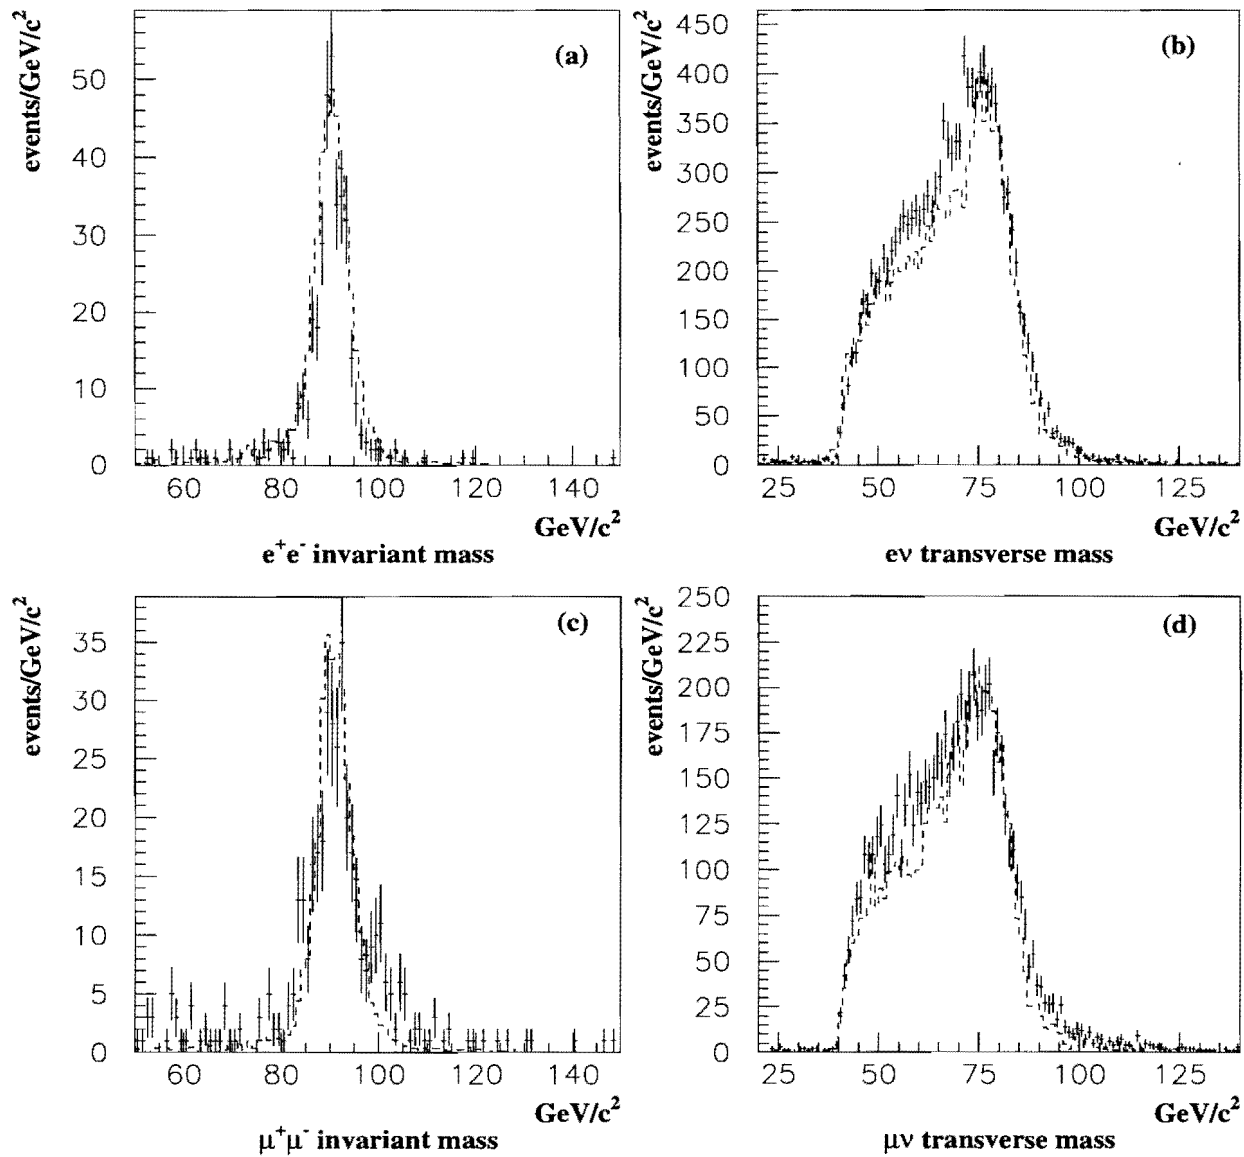 events/GeV/c²
(a)
50
40
30
20
10
0
60 80 100 120 140
GeV/c²
e⁺e⁻ invariant mass
events/GeV/c²
(b)
450
400
350
300
250
200
150
100
50
0
25 50 75 100 125
GeV/c²
eν transverse mass
events/GeV/c²
(c)
35
30
25
20
15
10
5
0
60 80 100 120 140
GeV/c²
μ⁺μ⁻ invariant mass
events/GeV/c²
(d)
250
225
200
175
150
125
100
75
50
25
0
25 50 75 100 125
GeV/c²
μν transverse mass